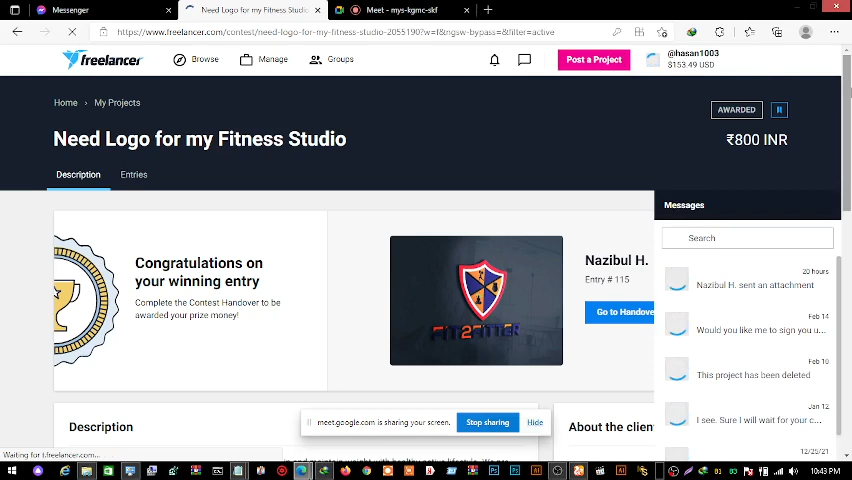 Messenger
Need Logo for my Fitness Studio
Meet - mys-kgmc-skf
https://www.freelancer.com/contest/need-logo-for-my-fitness-studio-2055190?w=f&ngsw-bypass=&filter=active
freelancer
Browse
Manage
Groups
Post a Project
@hasan1003
$153.49 USD
Home › My Projects
AWARDED
Need Logo for my Fitness Studio
₹800 INR
Description
Entries
Messages
Search
Congratulations on
your winning entry
Complete the Contest Handover to
be awarded your prize money!
FIT2FITTER
Nazibul H.
Entry # 115
Go to Handove
20 hours
Nazibul H. sent an attachment
Feb 14
Would you like me to sign you u...
Feb 10
This project has been deleted
Jan 12
I see. Sure I will wait for your c...
12/25/21
Description
About the clien
meet.google.com is sharing your screen.
Stop sharing
Hide
Waiting for t.freelancer.com...
10:43 PM